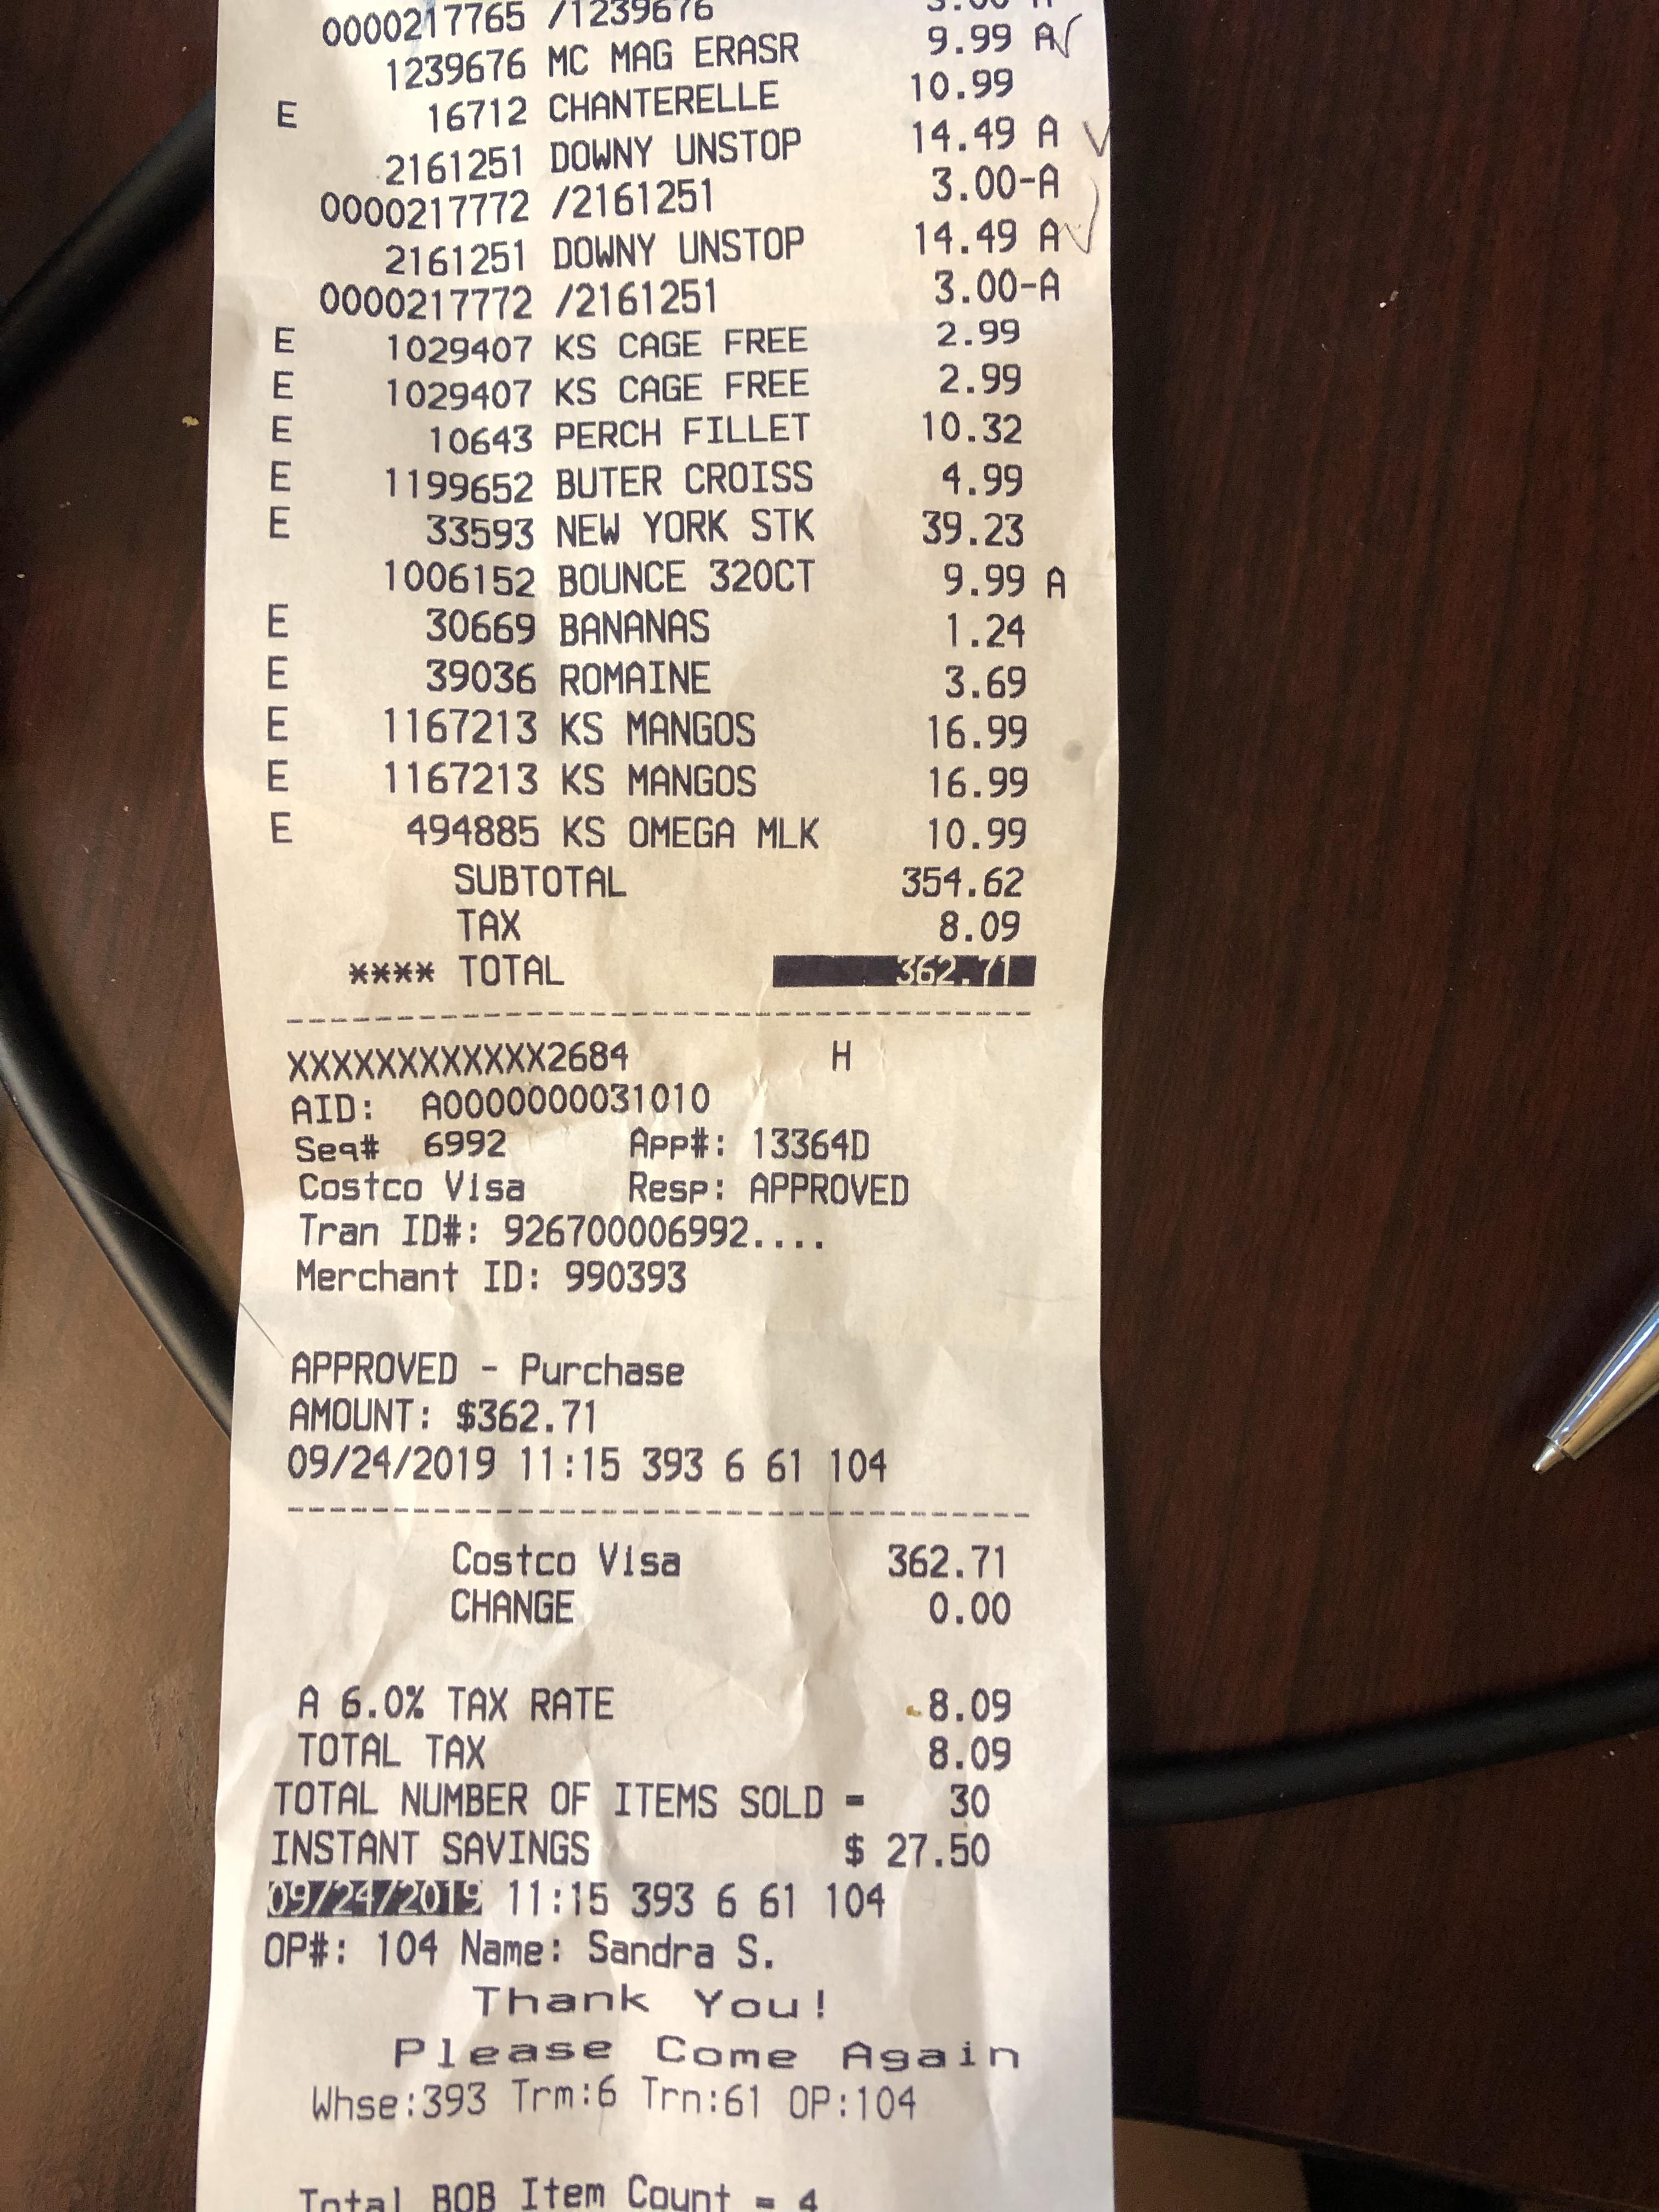 0000217765 /1239676 3.00-A
1239676 MC MAG ERASR 9.99 A
E 16712 CHANTERELLE 10.99
2161251 DOWNY UNSTOP 14.49 A
0000217772 /2161251 3.00-A
2161251 DOWNY UNSTOP 14.49 A
0000217772 /2161251 3.00-A
E 1029407 KS CAGE FREE 2.99
E 1029407 KS CAGE FREE 2.99
E 10643 PERCH FILLET 10.32
E 1199652 BUTER CROISS 4.99
E 33593 NEW YORK STK 39.23
1006152 BOUNCE 320CT 9.99 A
E 30669 BANANAS 1.24
E 39036 ROMAINE 3.69
E 1167213 KS MANGOS 16.99
E 1167213 KS MANGOS 16.99
E 494885 KS OMEGA MLK 10.99
SUBTOTAL 354.62
TAX 8.09
**** TOTAL 362.71
XXXXXXXXXXXX2684 H
AID: A0000000031010
Seq# 6992 App#: 13364D
Costco Visa Resp: APPROVED
Tran ID#: 926700006992....
Merchant ID: 990393
APPROVED - Purchase
AMOUNT: $362.71
09/24/2019 11:15 393 6 61 104
Costco Visa 362.71
CHANGE 0.00
A 6.0% TAX RATE 8.09
TOTAL TAX 8.09
TOTAL NUMBER OF ITEMS SOLD = 30
INSTANT SAVINGS $ 27.50
09/24/2019 11:15 393 6 61 104
OP#: 104 Name: Sandra S.
Thank You!
Please Come Again
Whse:393 Trm:6 Trn:61 OP:104
Total BOB Item Count = 4